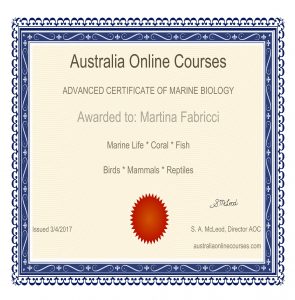 Australia Online Courses
ADVANCED CERTIFICATE OF MARINE BIOLOGY
Awarded to: Martina Fabricci
Marine Life * Coral * Fish
Birds * Mammals * Reptiles
SMcLeod
Issued 3/4/2017 S. A. McLeod, Director AOC
australiaonlinecourses.com